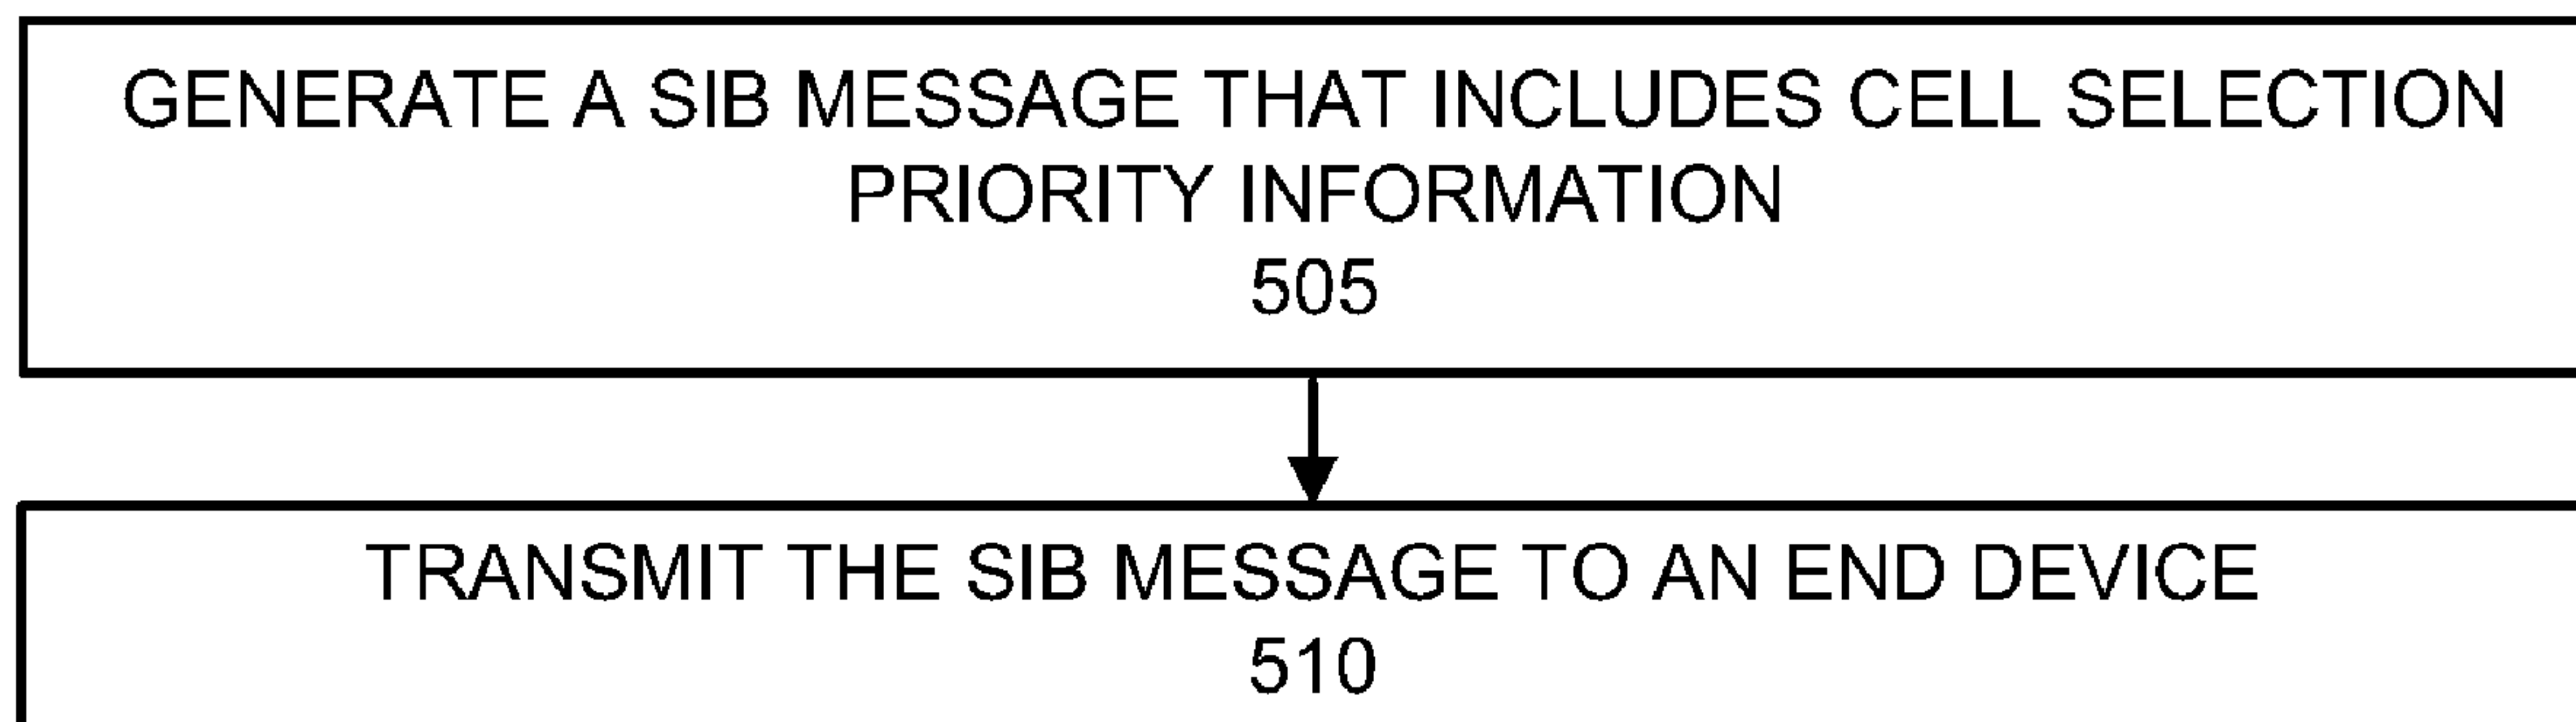 GENERATE A SIB MESSAGE THAT INCLUDES CELL SELECTION
PRIORITY INFORMATION
505
TRANSMIT THE SIB MESSAGE TO AN END DEVICE
510